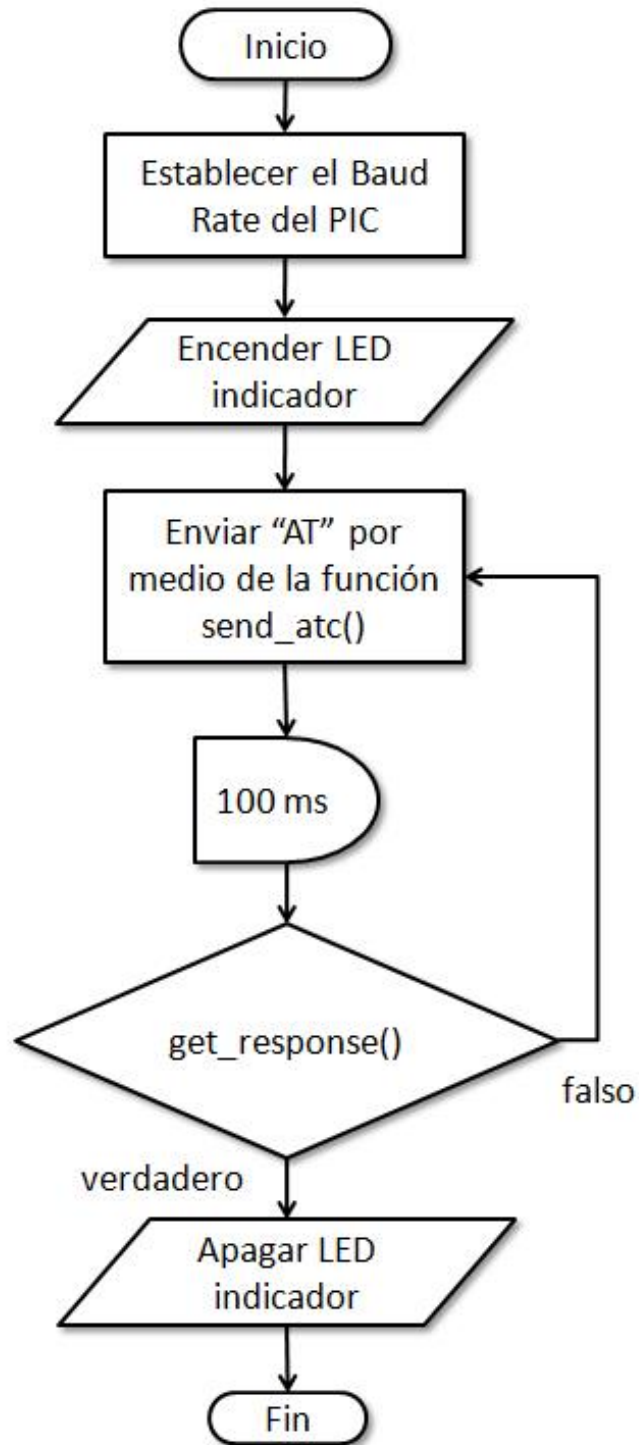 Inicio
Establecer el Baud
Rate del PIC
Encender LED
indicador
Enviar “AT” por
medio de la función
send_atc()
100 ms
get_response()
falso
verdadero
Apagar LED
indicador
Fin